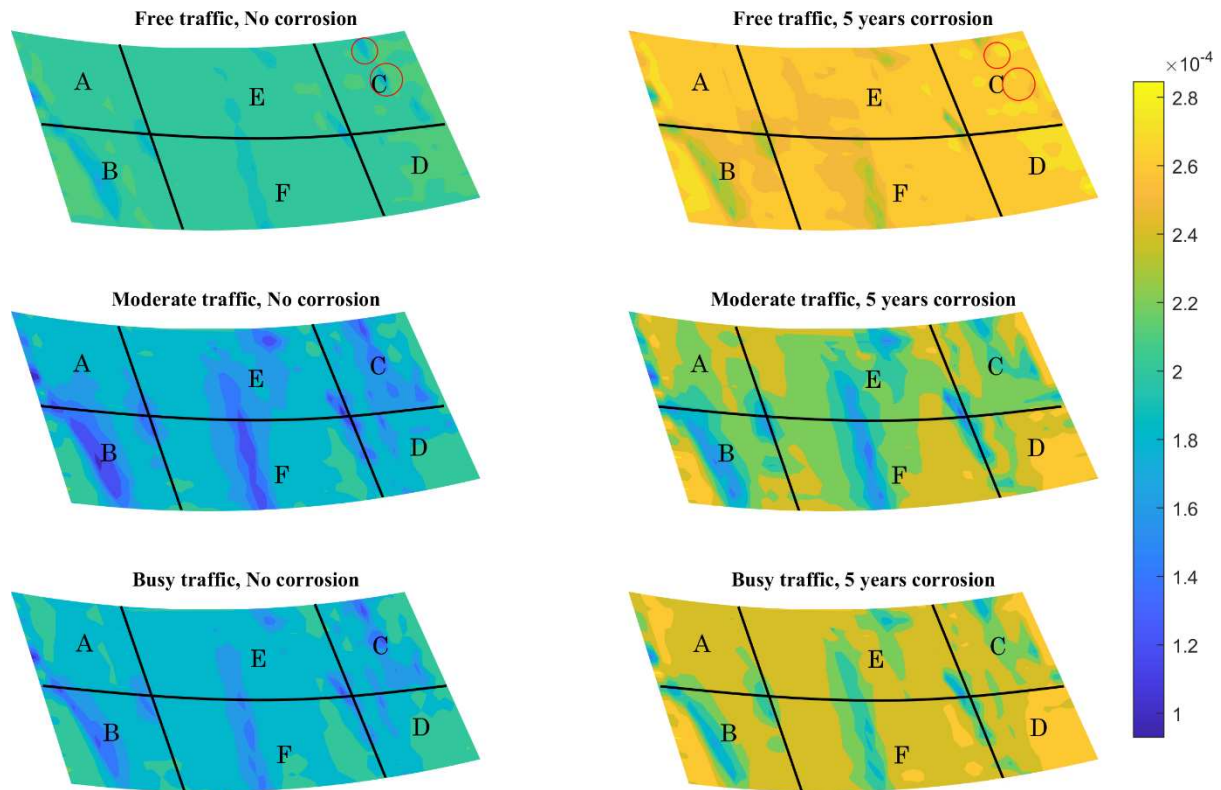 Free traffic, No corrosion
A
E
C
B
F
D
Free traffic, 5 years corrosion
A
E
C
B
F
D
Moderate traffic, No corrosion
A
E
C
B
F
D
Moderate traffic, 5 years corrosion
A
E
C
B
F
D
Busy traffic, No corrosion
A
E
C
B
F
D
Busy traffic, 5 years corrosion
A
E
C
B
F
D
×10⁻⁴
2.8
2.6
2.4
2.2
2
1.8
1.6
1.4
1.2
1